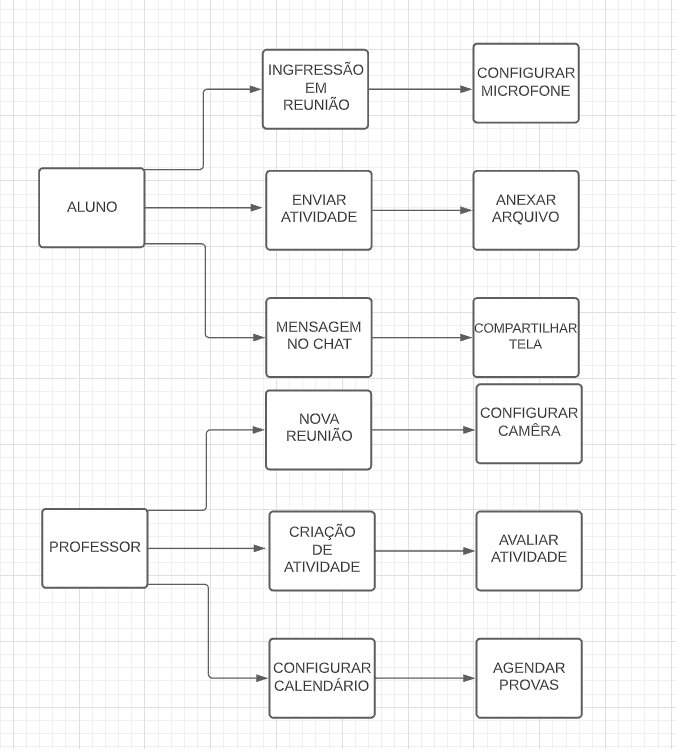 INGFRESSÃO
EM
REUNIÃO
CONFIGURAR
MICROFONE
ALUNO
ENVIAR
ATIVIDADE
ANEXAR
ARQUIVO
MENSAGEM
NO CHAT
COMPARTILHAR
TELA
NOVA
REUNIÃO
CONFIGURAR
CAMÊRA
PROFESSOR
CRIAÇÃO
DE
ATIVIDADE
AVALIAR
ATIVIDADE
CONFIGURAR
CALENDÁRIO
AGENDAR
PROVAS